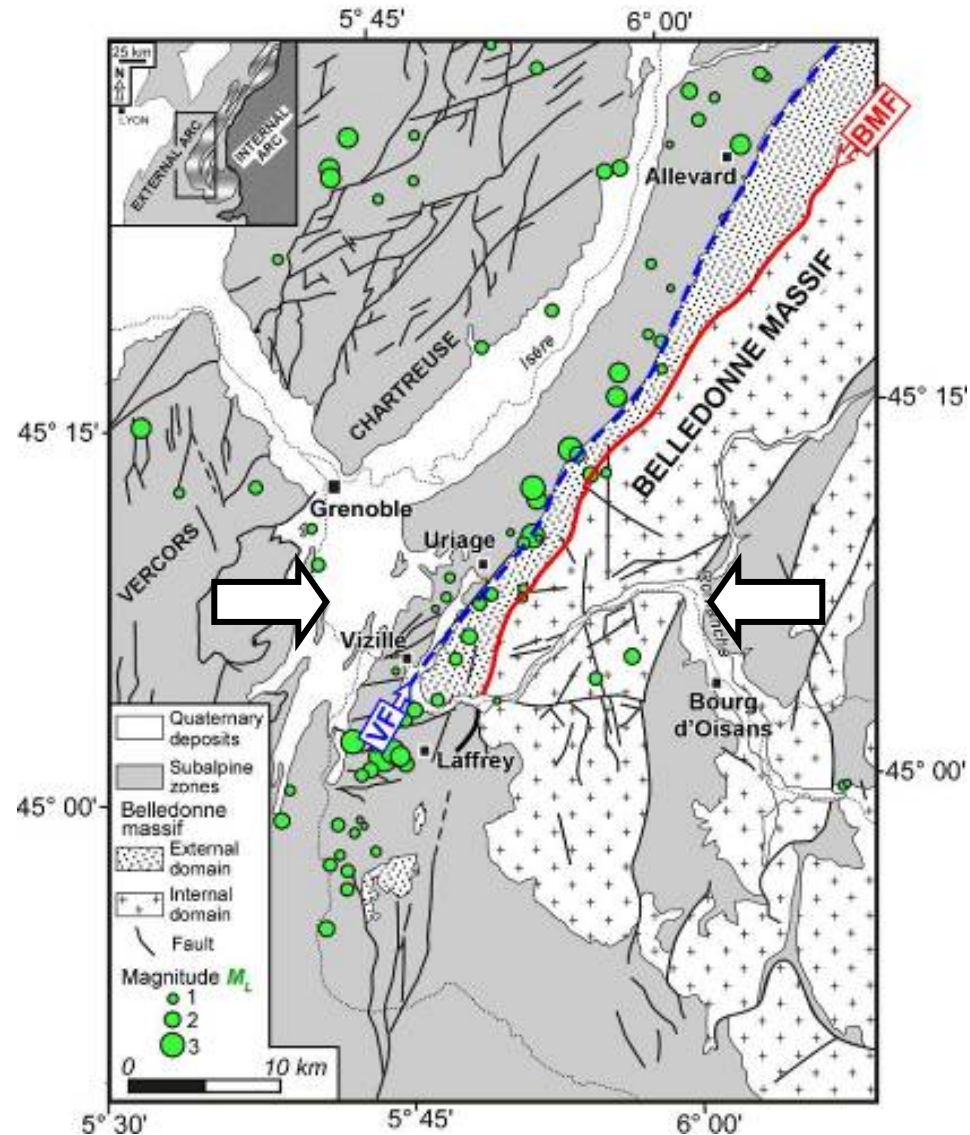 5° 45' 6° 00'
25 km
N
LYON
EXTERNAL ARC
INTERNAL
ARC
BMF
Allevard
CHARTREUSE
Isère
BELLEDONNE MASSIF
45° 15'
45° 15'
Grenoble
VERCORS
Uriage
Vizille
VF
Laffrey
Bourg
d'Oisans
45° 00'
45° 00'
Quaternary
deposits
Subalpine
zones
Belledonne
massif
External
domain
Internal
domain
Fault
Magnitude ML
1
2
3
0 10 km
5° 30' 5° 45' 6° 00'